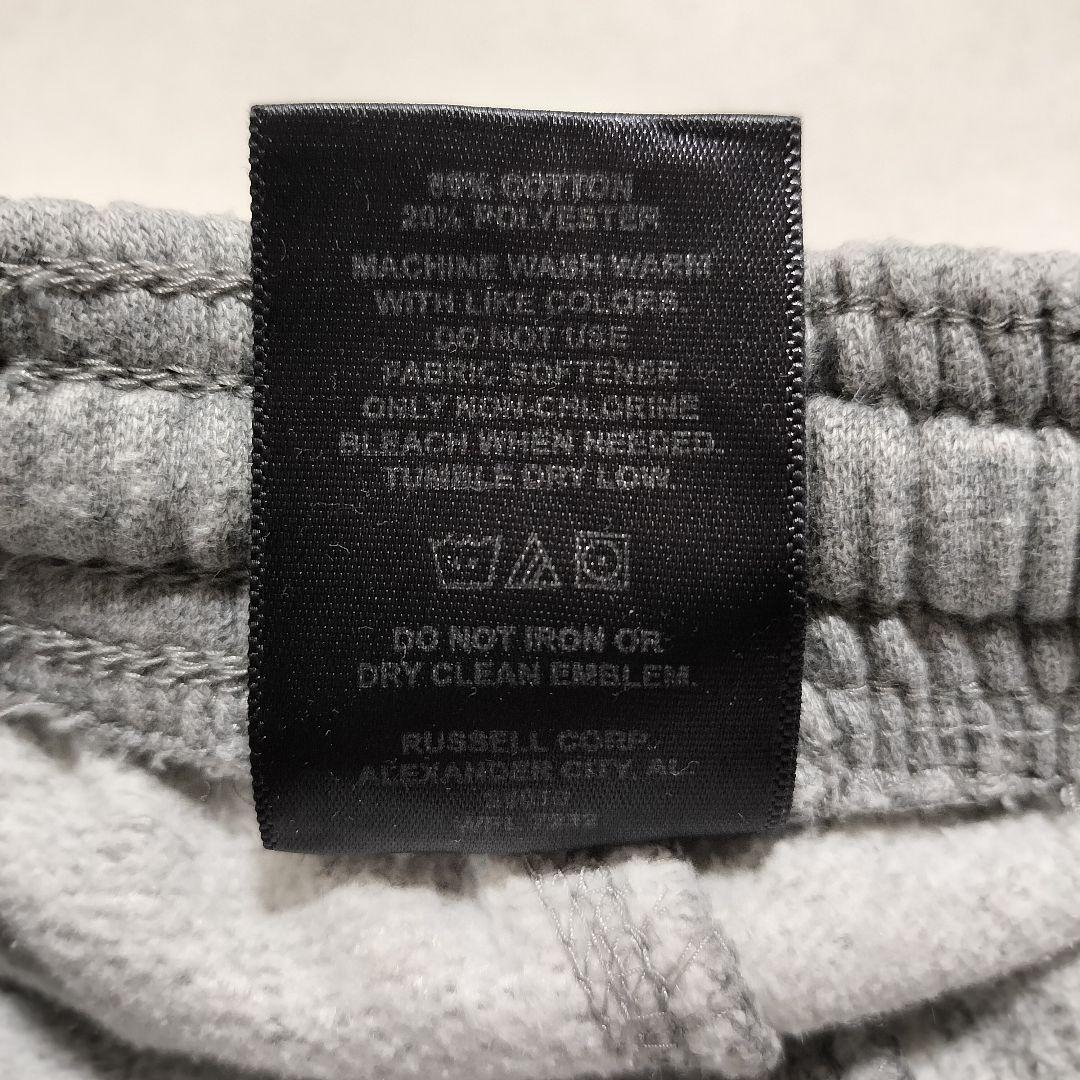 80% COTTON
20% POLYESTER
MACHINE WASH WARM
WITH LIKE COLORS.
DO NOT USE
FABRIC SOFTENER
ONLY NON-CHLORINE
BLEACH WHEN NEEDED.
TUMBLE DRY LOW.
DO NOT IRON OR
DRY CLEAN EMBLEM.
RUSSELL CORP.
ALEXANDER CITY, AL.